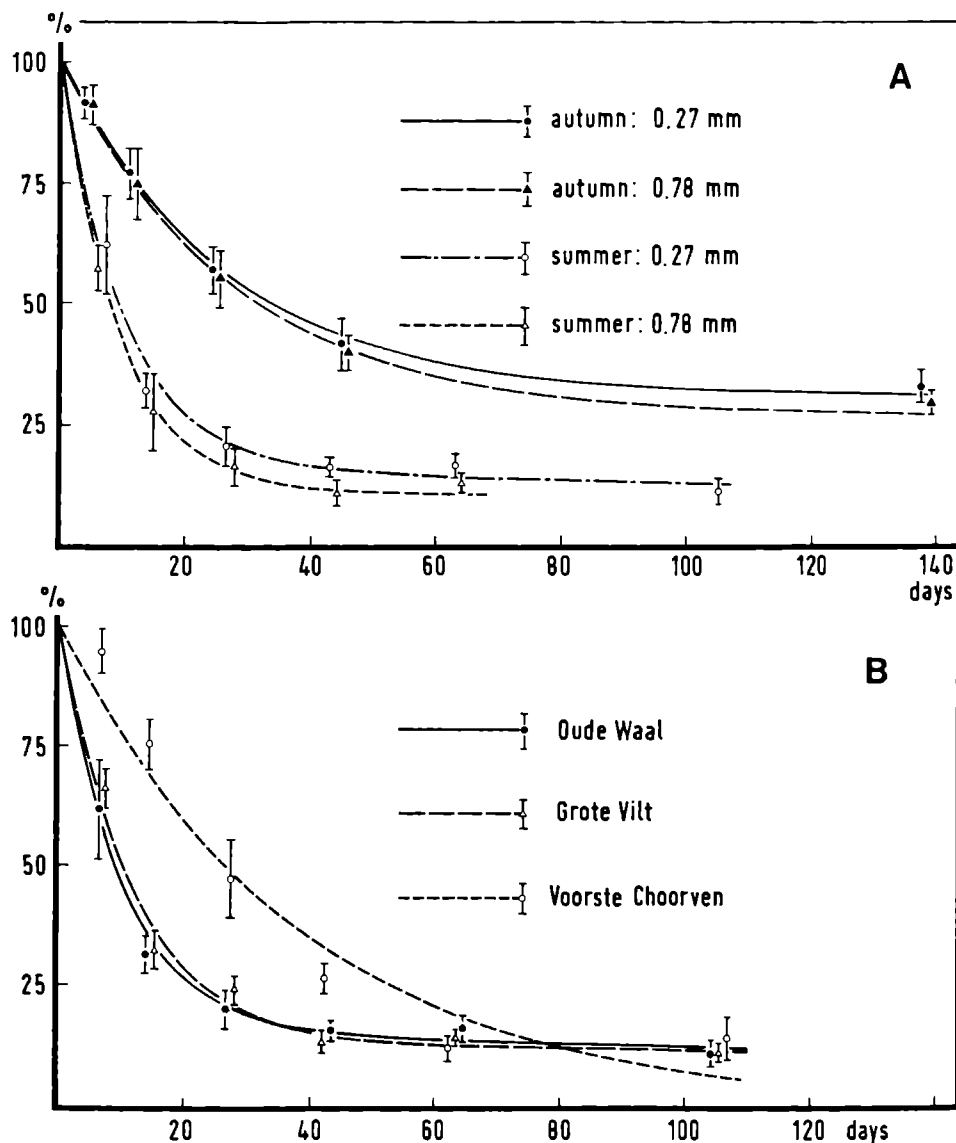 %
100
75
50
25
A
autumn: 0.27 mm
autumn: 0.78 mm
summer: 0.27 mm
summer: 0.78 mm
20 40 60 80 100 120 140
days
%
100
75
50
25
B
Oude Waal
Grote Vilt
Voorste Choorven
20 40 60 80 100 120 days